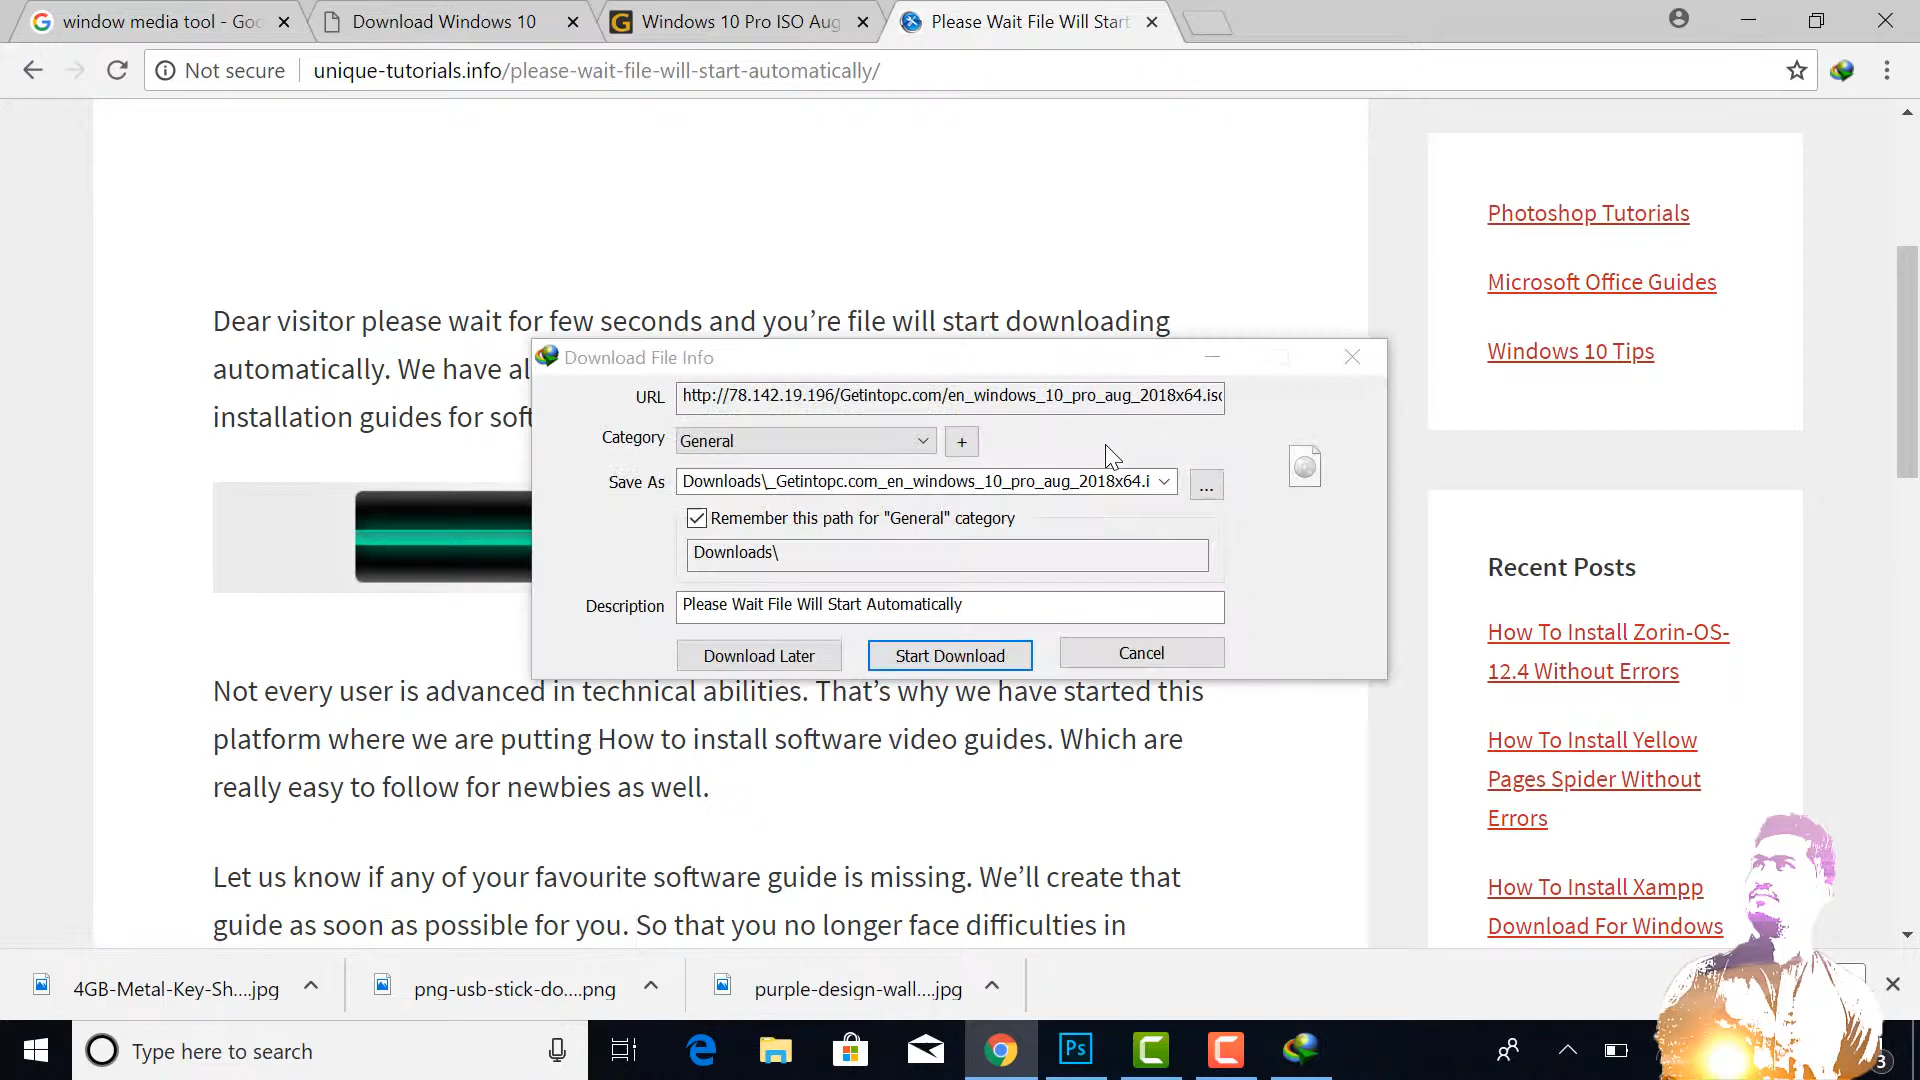 window media tool - Goo
Download Windows 10
Windows 10 Pro ISO Aug
Please Wait File Will Start
Not secure
unique-tutorials.info/please-wait-file-will-start-automatically/
Dear visitor please wait for few seconds and you’re file will start downloading
automatically. We have al
installation guides for sof
Download File Info
URL
http://78.142.19.196/Getintopc.com/en_windows_10_pro_aug_2018x64.iso
Category
General
+
Save As
Downloads\_Getintopc.com_en_windows_10_pro_aug_2018x64.i
...
Remember this path for "General" category
Downloads\
Description
Please Wait File Will Start Automatically
Download Later
Start Download
Cancel
Not every user is advanced in technical abilities. That’s why we have started this
platform where we are putting How to install software video guides. Which are
really easy to follow for newbies as well.
Let us know if any of your favourite software guide is missing. We’ll create that
guide as soon as possible for you. So that you no longer face difficulties in
Photoshop Tutorials
Microsoft Office Guides
Windows 10 Tips
Recent Posts
How To Install Zorin-OS-
12.4 Without Errors
How To Install Yellow
Pages Spider Without
Errors
How To Install Xampp
Download For Windows
4GB-Metal-Key-Sh....jpg
png-usb-stick-do....png
purple-design-wall....jpg
Type here to search
Ps
3